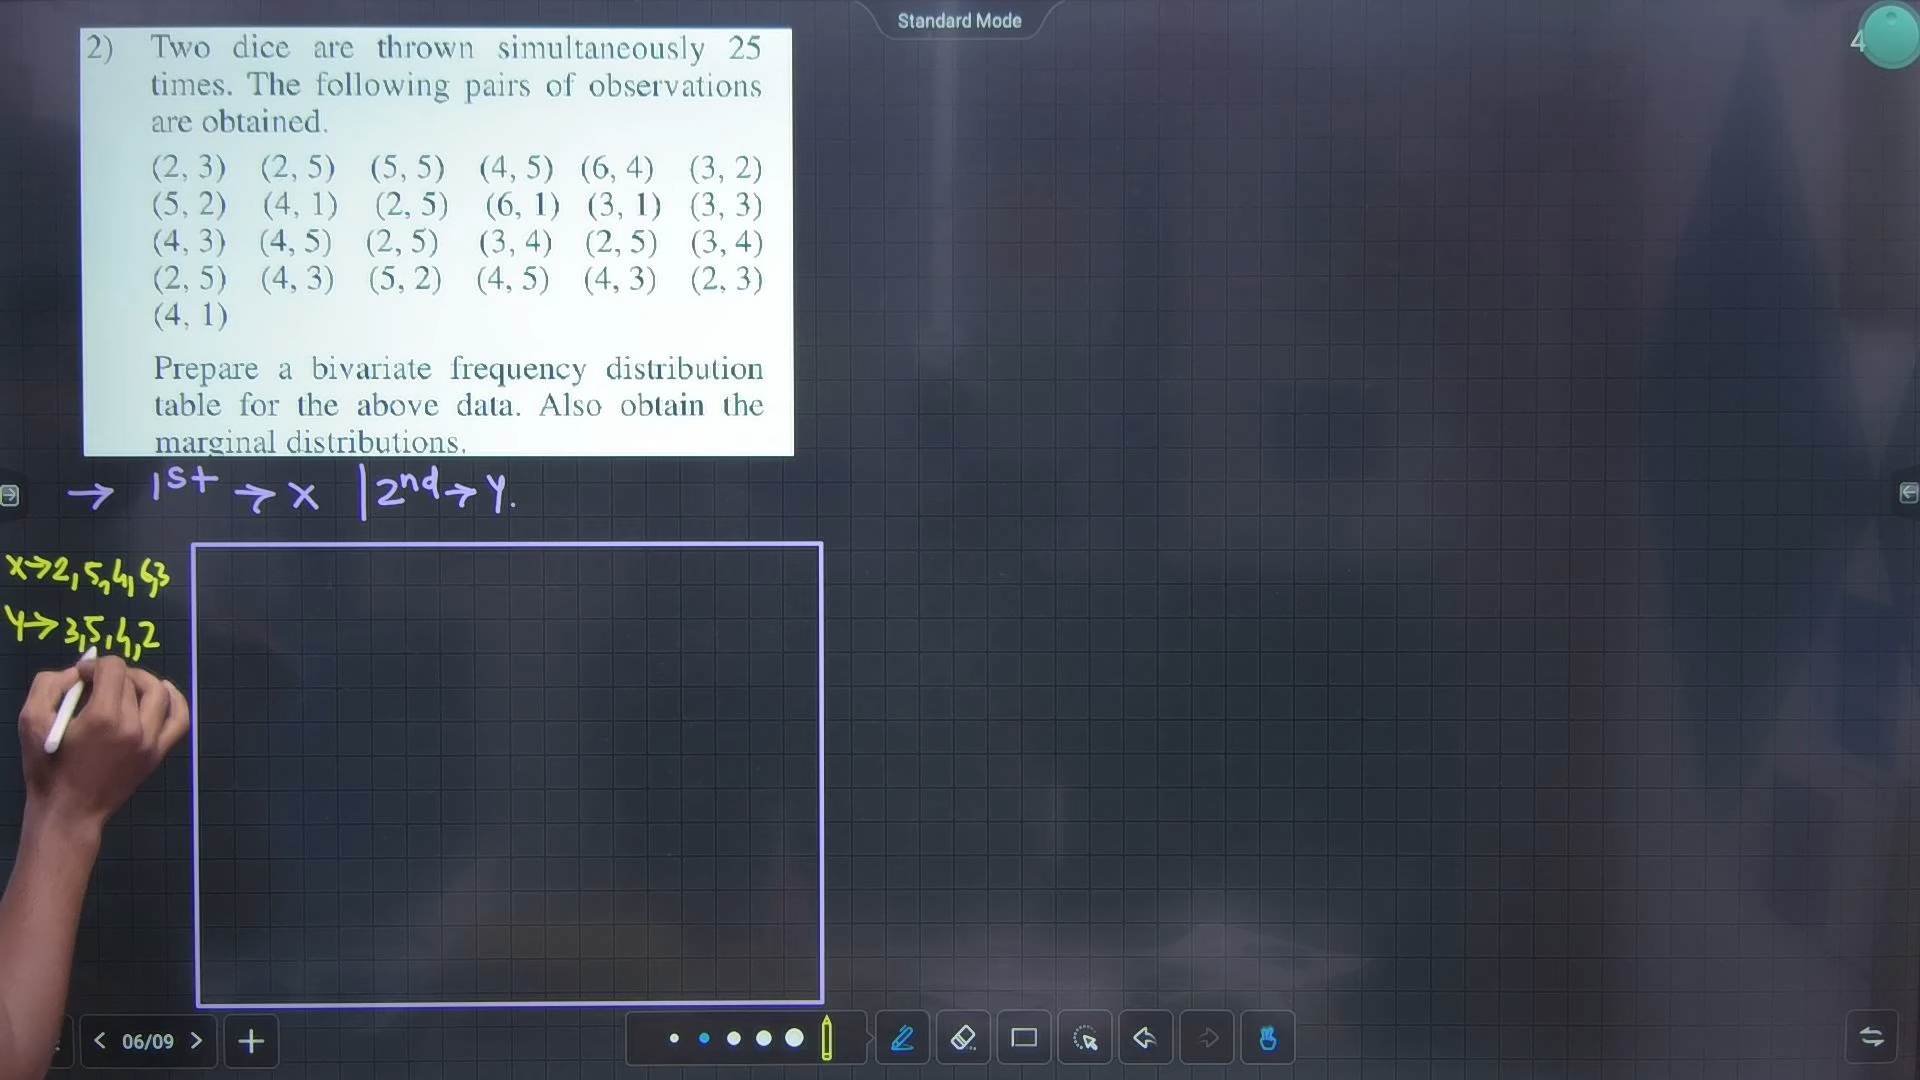 Standard Mode
4
2) Two dice are thrown simultaneously 25
times. The following pairs of observations
are obtained.
(2, 3) (2, 5) (5, 5) (4, 5) (6, 4) (3, 2)
(5, 2) (4, 1) (2, 5) (6, 1) (3, 1) (3, 3)
(4, 3) (4, 5) (2, 5) (3, 4) (2, 5) (3, 4)
(2, 5) (4, 3) (5, 2) (4, 5) (4, 3) (2, 3)
(4, 1)
Prepare a bivariate frequency distribution
table for the above data. Also obtain the
marginal distributions.
→ 1st → X | 2nd → Y.
X→2, 5, 4, 6, 3
Y→3, 5, 4, 2
< 06/09 > +